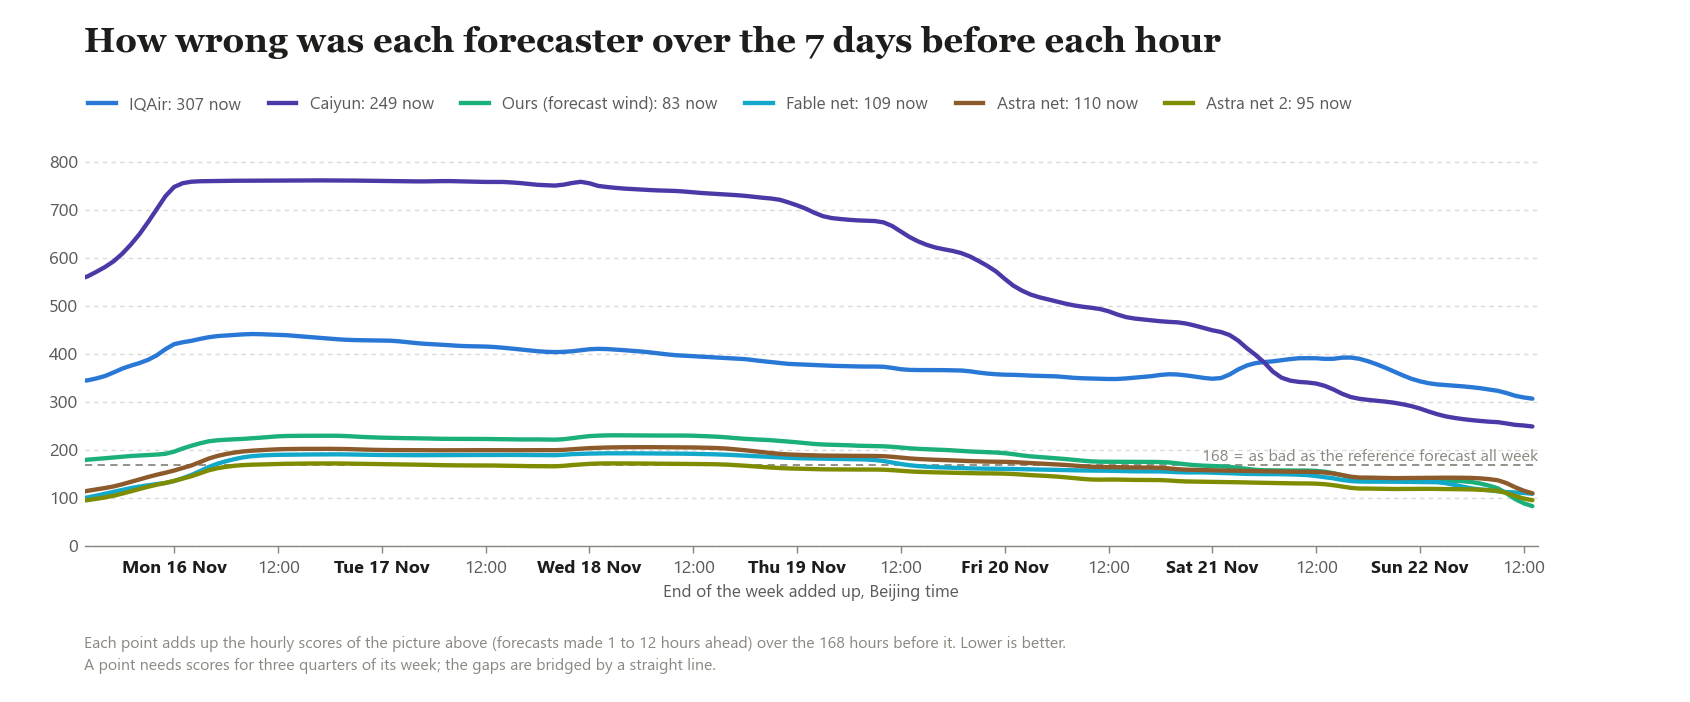 How wrong was each forecaster over the 7 days before each hour
IQAir: 307 now Caiyun: 249 now Ours (forecast wind): 83 now Fable net: 109 now Astra net: 110 now Astra net 2: 95 now
800
700
600
500
400
300
200
168 = as bad as the reference forecast all week
100
0
Mon 16 Nov 12:00 Tue 17 Nov 12:00 Wed 18 Nov 12:00 Thu 19 Nov 12:00 Fri 20 Nov 12:00 Sat 21 Nov 12:00 Sun 22 Nov 12:00
End of the week added up, Beijing time
Each point adds up the hourly scores of the picture above (forecasts made 1 to 12 hours ahead) over the 168 hours before it. Lower is better.
A point needs scores for three quarters of its week; the gaps are bridged by a straight line.